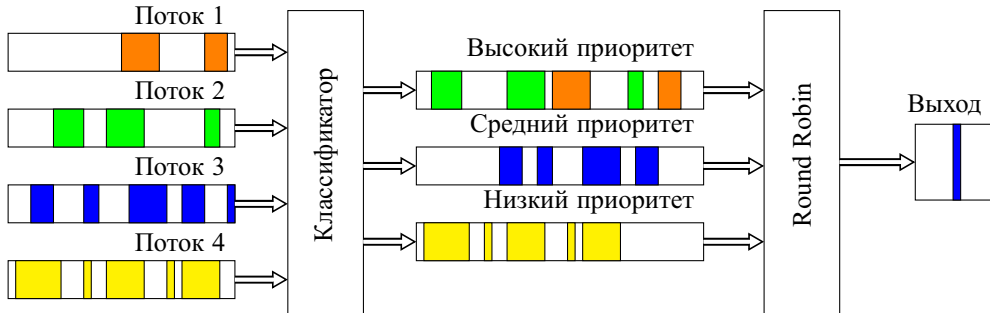 Поток 1
Поток 2
Поток 3
Поток 4
Классификатор
Высокий приоритет
Средний приоритет
Низкий приоритет
Round Robin
Выход